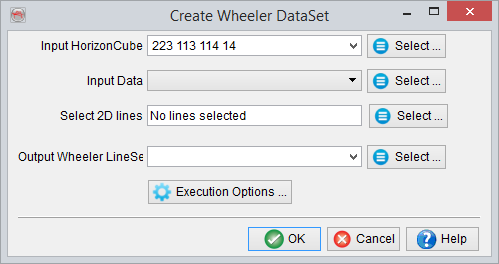 Create Wheeler DataSet
Input HorizonCube 223 113 114 14 Select ...
Input Data Select ...
Select 2D lines No lines selected Select ...
Output Wheeler LineSe Select ...
Execution Options ...
OK Cancel Help